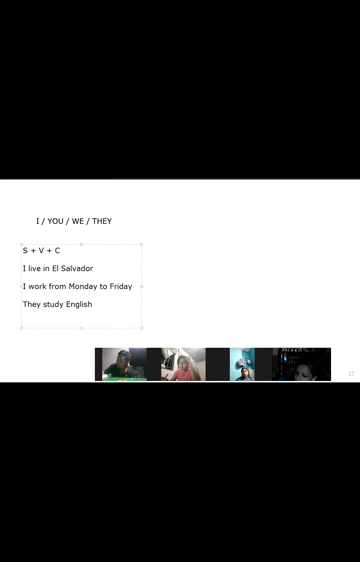 I / YOU / WE / THEY
S + V + C
I live in El Salvador
I work from Monday to Friday
They study English